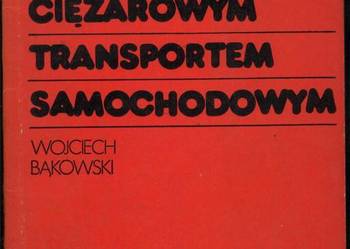 CIĘŻAROWYM
TRANSPORTEM
SAMOCHODOWYM
WOJCIECH
BĄKOWSKI